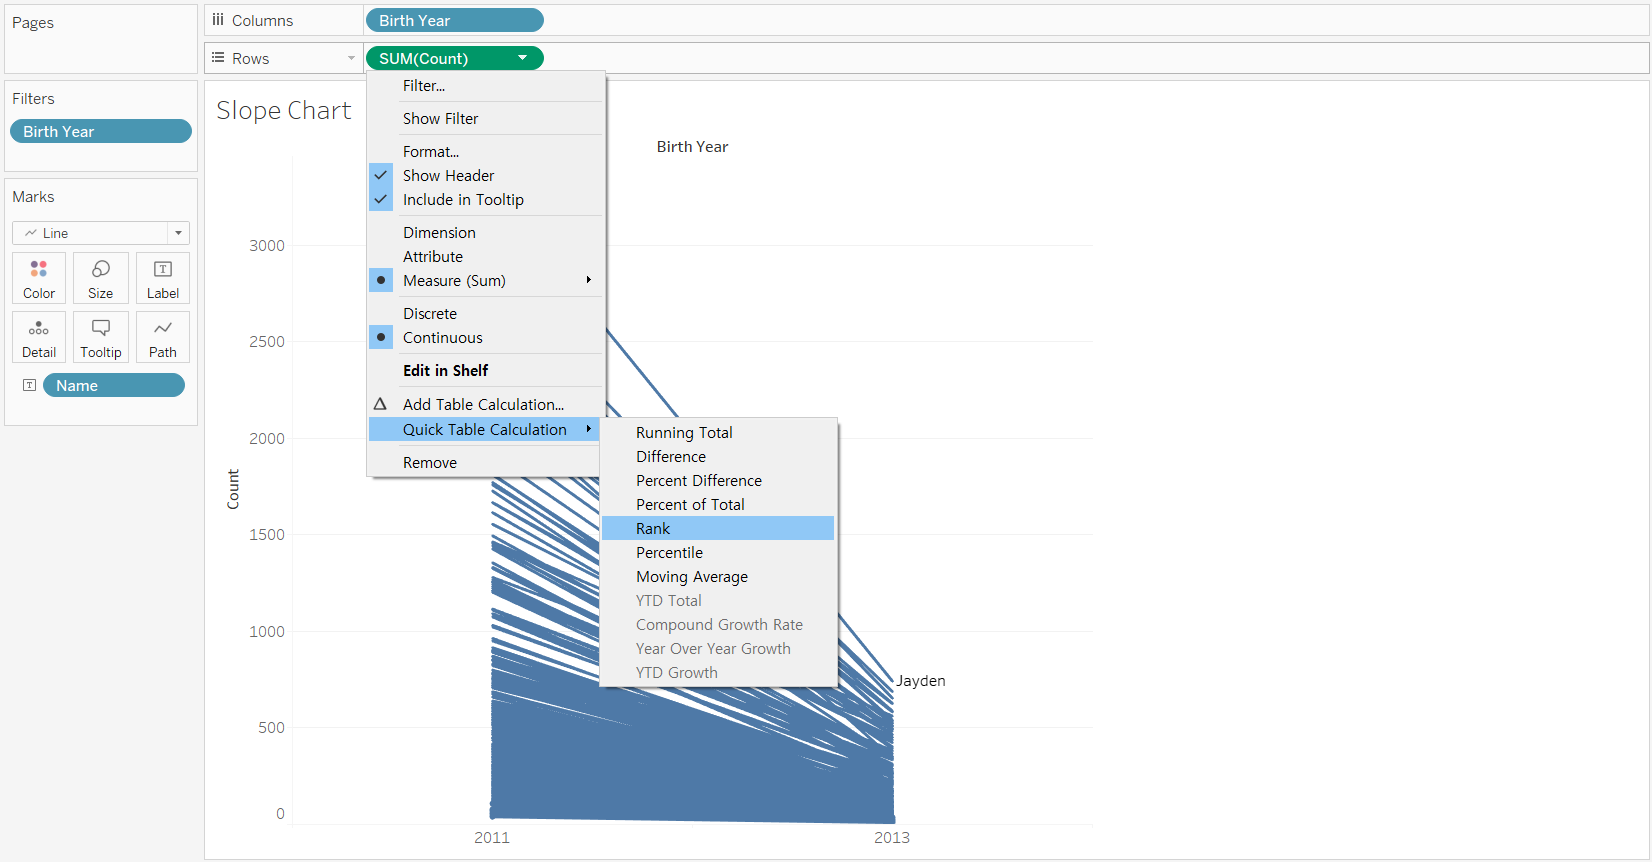 Pages
Columns
Birth Year
Rows
SUM(Count)
Filters
Birth Year
Marks
Line
Color
Size
Label
Detail
Tooltip
Path
Name
Slope Chart
Birth Year
Filter...
Show Filter
Format...
Show Header
Include in Tooltip
Dimension
Attribute
Measure (Sum)
Discrete
Continuous
Edit in Shelf
Add Table Calculation...
Quick Table Calculation
Remove
Running Total
Difference
Percent Difference
Percent of Total
Rank
Percentile
Moving Average
YTD Total
Compound Growth Rate
Year Over Year Growth
YTD Growth
Count
3000
2500
2000
1500
1000
500
0
Jayden
2011
2013